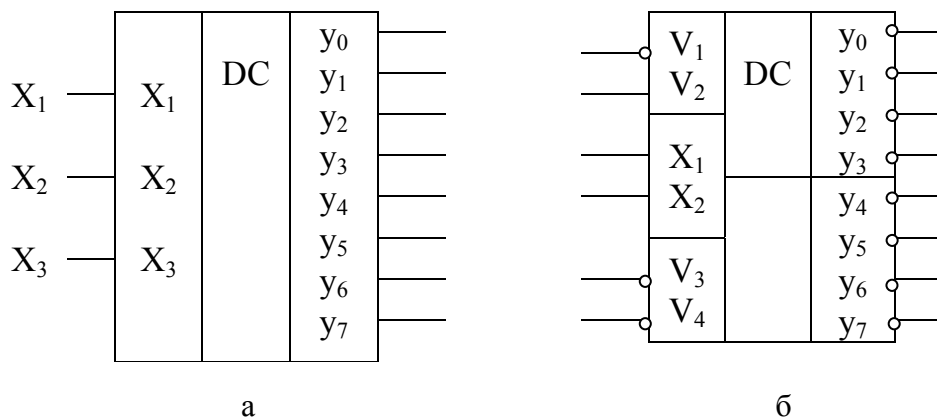 y₀ V₁ y₀
DC y₁ DC y₁
X₁ X₁ V₂
y₂ y₂
y₃ X₁ y₃
X₂ X₂ y₄ X₂ y₄
y₅ y₅
X₃ X₃ V₃
y₆ y₆
y₇ V₄ y₇
а б